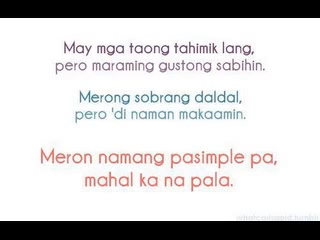 May mga taong tahimik lang,
pero maraming gustong sabihin.
Merong sobrang daldal,
pero 'di naman makaamin.
Meron namang pasimple pa,
mahal ka na pala.